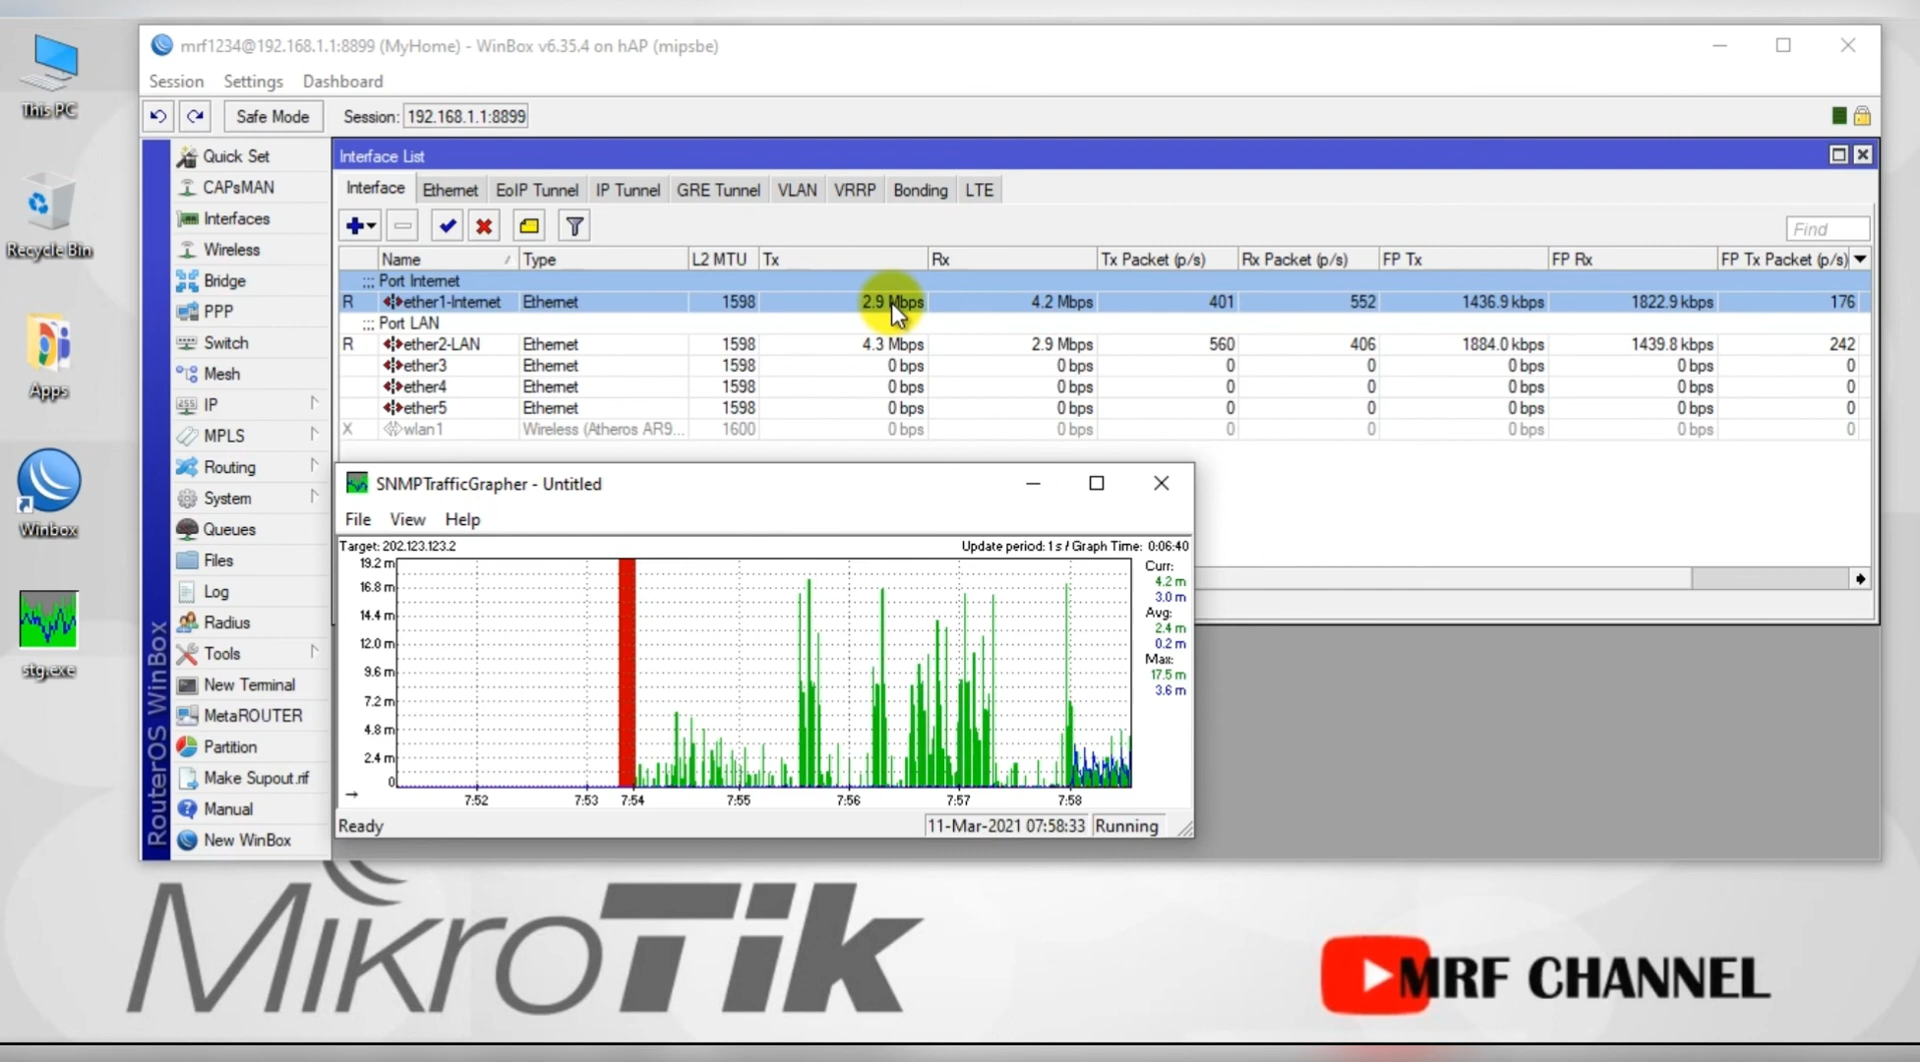 This PC
Recycle Bin
Apps
Winbox
stg.exe
mrf1234@192.168.1.1:8899 (MyHome) - WinBox v6.35.4 on hAP (mipsbe)
Session Settings Dashboard
Safe Mode Session: 192.168.1.1:8899
RouterOS WinBox
Quick Set
CAPsMAN
Interfaces
Wireless
Bridge
PPP
Switch
Mesh
IP
MPLS
Routing
System
Queues
Files
Log
Radius
Tools
New Terminal
MetaROUTER
Partition
Make Supout.rif
Manual
New WinBox
Interface List
Interface Ethernet EoIP Tunnel IP Tunnel GRE Tunnel VLAN VRRP Bonding LTE
Find
Name / Type L2 MTU Tx Rx Tx Packet (p/s) Rx Packet (p/s) FP Tx FP Rx FP Tx Packet (p/s)
::: Port Internet
R ether1-Internet Ethernet 1598 2.9 Mbps 4.2 Mbps 401 552 1436.9 kbps 1822.9 kbps 176
::: Port LAN
R ether2-LAN Ethernet 1598 4.3 Mbps 2.9 Mbps 560 406 1884.0 kbps 1439.8 kbps 242
ether3 Ethernet 1598 0 bps 0 bps 0 0 0 bps 0 bps 0
ether4 Ethernet 1598 0 bps 0 bps 0 0 0 bps 0 bps 0
ether5 Ethernet 1598 0 bps 0 bps 0 0 0 bps 0 bps 0
X wlan1 Wireless (Atheros AR9... 1600 0 bps 0 bps 0 0 0 bps 0 bps 0
SNMPTrafficGrapher - Untitled
File View Help
Target: 202.123.123.2 Update period: 1 s / Graph Time: 0:06:40
19.2 m
16.8 m
14.4 m
12.0 m
9.6 m
7.2 m
4.8 m
2.4 m
0
7:52 7:53 7:54 7:55 7:56 7:57 7:58
Curr:
4.2 m
3.0 m
Avg:
2.4 m
0.2 m
Max:
17.5 m
3.6 m
Ready 11-Mar-2021 07:58:33 Running
MikroTik
MRF CHANNEL